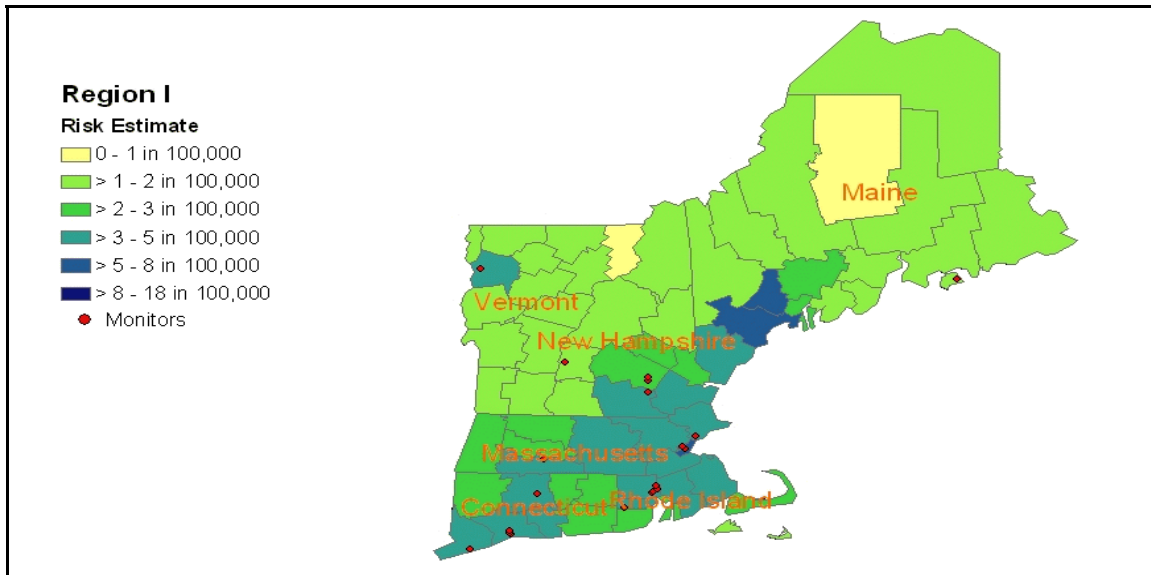 Region I
Risk Estimate
0 - 1 in 100,000
> 1 - 2 in 100,000
> 2 - 3 in 100,000
> 3 - 5 in 100,000
> 5 - 8 in 100,000
> 8 - 18 in 100,000
Monitors
Maine
Vermont
New Hampshire
Massachusetts
Connecticut
Rhode Island